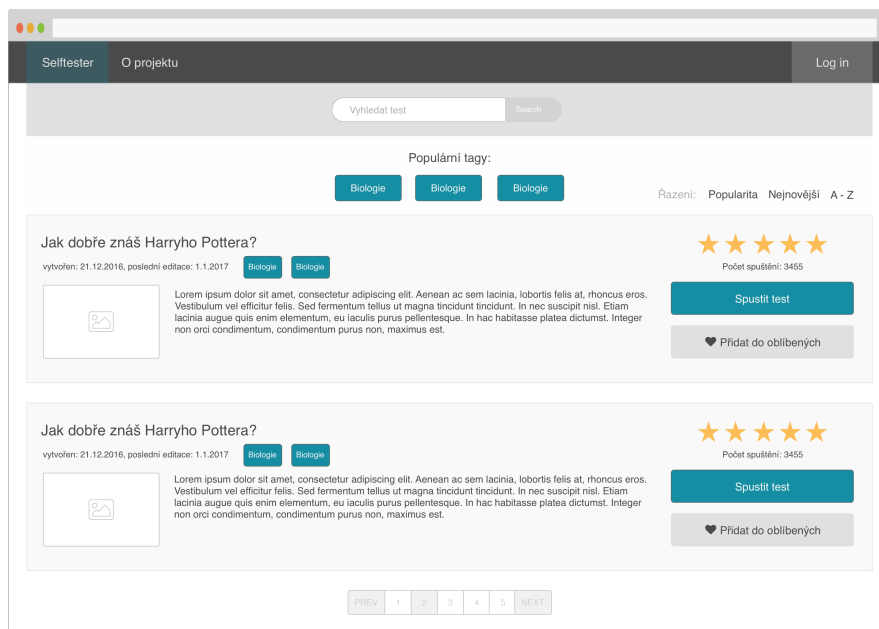 Selftester O projektu Log in
Vyhledat test Search
Populární tagy:
Biologie Biologie Biologie
Řazení: Popularita Nejnovější A - Z
Jak dobře znáš Harryho Pottera?
vytvořen: 21.12.2016, poslední editace: 1.1.2017 Biologie Biologie
Počet spuštění: 3455
Lorem ipsum dolor sit amet, consectetur adipiscing elit. Aenean ac sem lacinia, lobortis felis at, rhoncus eros.
Vestibulum vel efficitur felis. Sed fermentum tellus ut magna tincidunt tincidunt. In nec suscipit nisl. Etiam
lacinia augue quis enim elementum, eu iaculis purus pellentesque. In hac habitasse platea dictumst. Integer
non orci condimentum, condimentum purus non, maximus est.
Spustit test
Přidat do oblíbených
Jak dobře znáš Harryho Pottera?
vytvořen: 21.12.2016, poslední editace: 1.1.2017 Biologie Biologie
Počet spuštění: 3455
Lorem ipsum dolor sit amet, consectetur adipiscing elit. Aenean ac sem lacinia, lobortis felis at, rhoncus eros.
Vestibulum vel efficitur felis. Sed fermentum tellus ut magna tincidunt tincidunt. In nec suscipit nisl. Etiam
lacinia augue quis enim elementum, eu iaculis purus pellentesque. In hac habitasse platea dictumst. Integer
non orci condimentum, condimentum purus non, maximus est.
Spustit test
Přidat do oblíbených
PREV 1 2 3 4 5 NEXT